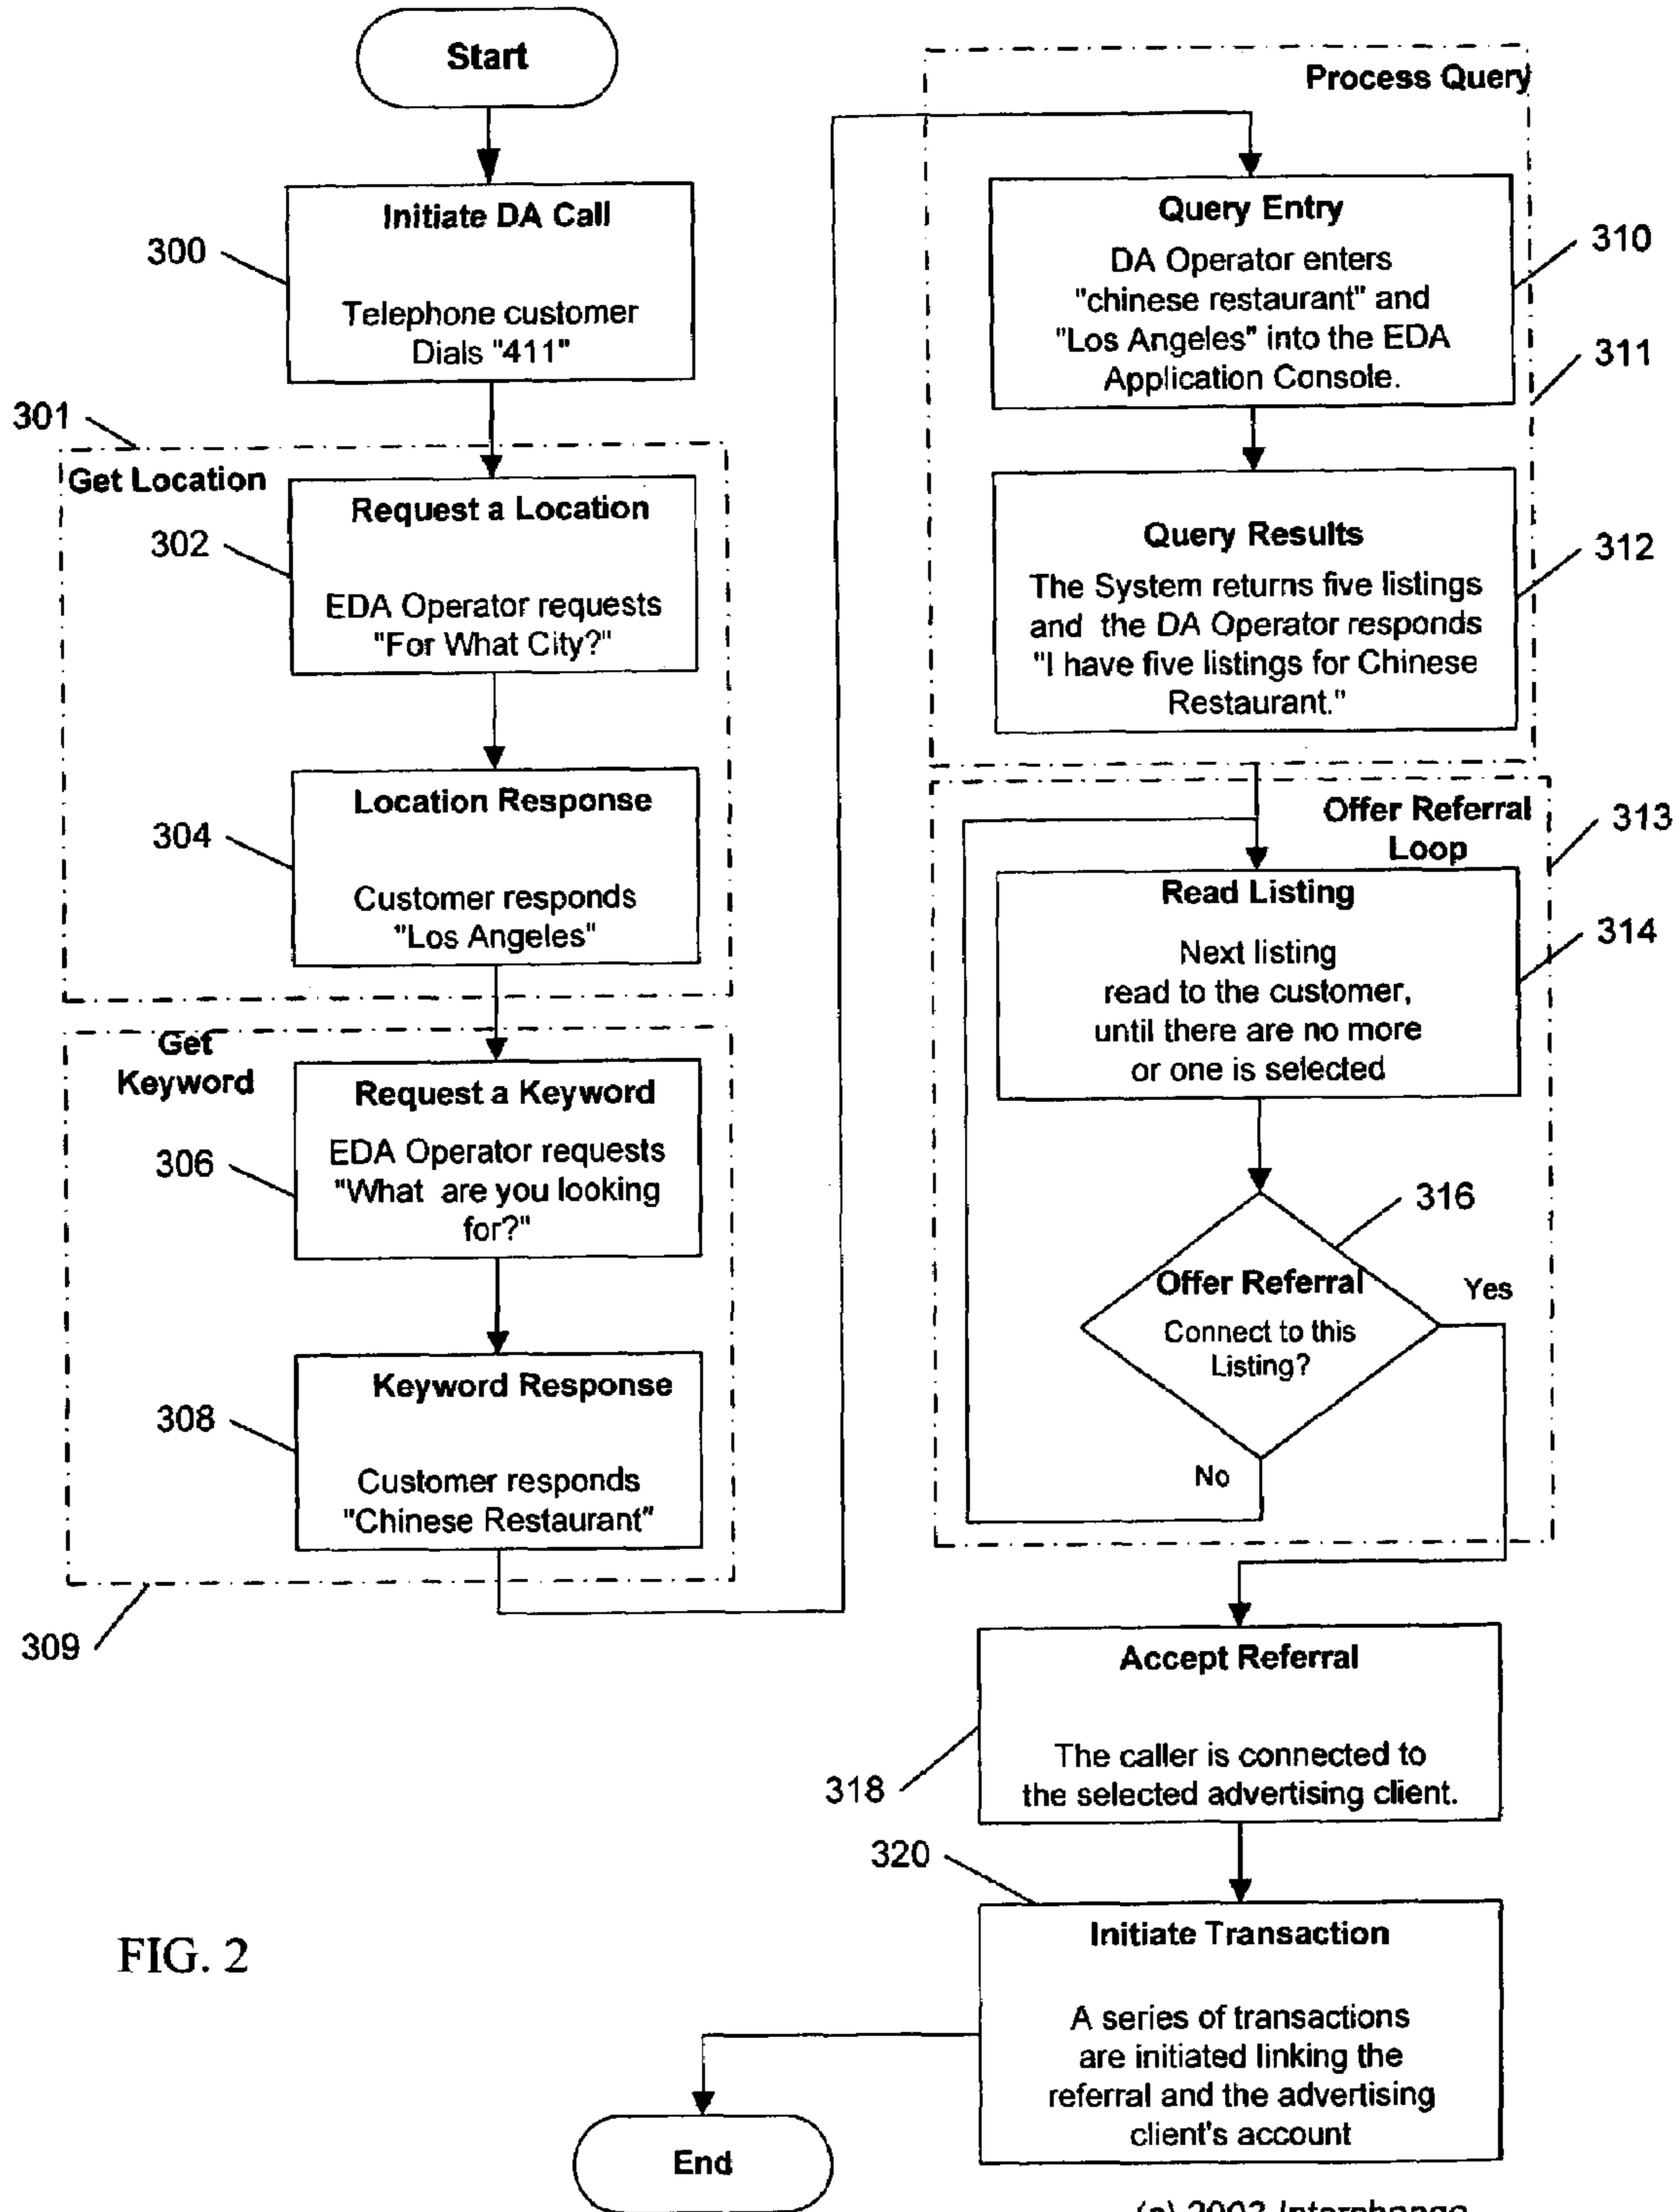 Start
Initiate DA Call
300
Telephone customer
Dials "411"
301
Get Location
Request a Location
302
EDA Operator requests
"For What City?"
Location Response
304
Customer responds
"Los Angeles"
Get
Keyword
Request a Keyword
306
EDA Operator requests
"What are you looking
for?"
Keyword Response
308
Customer responds
"Chinese Restaurant"
309
Process Query
Query Entry
310
DA Operator enters
"chinese restaurant" and
"Los Angeles" into the EDA
Application Console.
311
Query Results
312
The System returns five listings
and the DA Operator responds
"I have five listings for Chinese
Restaurant."
Offer Referral
Loop
313
Read Listing
314
Next listing
read to the customer,
until there are no more
or one is selected
316
Offer Referral
Connect to this
Listing?
Yes
No
Accept Referral
318
The caller is connected to
the selected advertising client.
320
Initiate Transaction
A series of transactions
are initiated linking the
referral and the advertising
client's account
End
FIG. 2
(c) 2003 Interchange